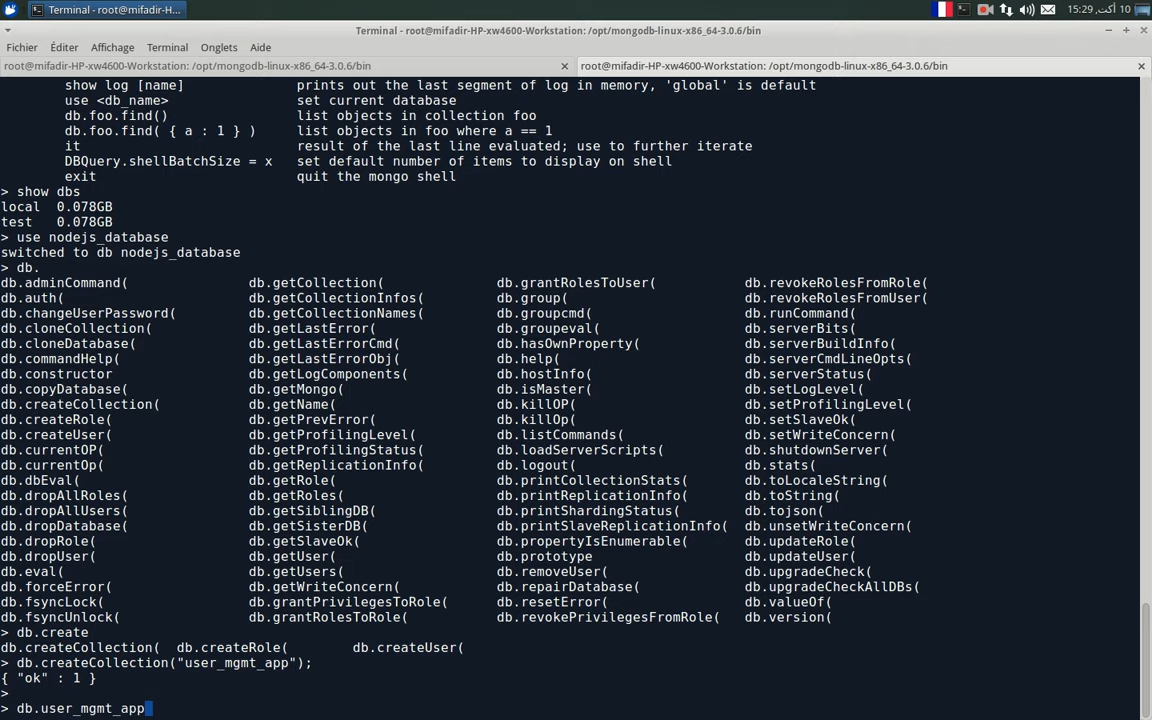 Terminal - root@mifadir-H...
15:29 ,أكت 10
Terminal - root@mifadir-HP-xw4600-Workstation: /opt/mongodb-linux-x86_64-3.0.6/bin
Fichier Éditer Affichage Terminal Onglets Aide
root@mifadir-HP-xw4600-Workstation: /opt/mongodb-linux-x86_64-3.0.6/bin root@mifadir-HP-xw4600-Workstation: /opt/mongodb-linux-x86_64-3.0.6/bin
show log [name] prints out the last segment of log in memory, 'global' is default
use <db_name> set current database
db.foo.find() list objects in collection foo
db.foo.find( { a : 1 } ) list objects in foo where a == 1
it result of the last line evaluated; use to further iterate
DBQuery.shellBatchSize = x set default number of items to display on shell
exit quit the mongo shell
> show dbs
local 0.078GB
test 0.078GB
> use nodejs_database
switched to db nodejs_database
> db.
db.adminCommand( db.getCollection( db.grantRolesToUser( db.revokeRolesFromRole(
db.auth( db.getCollectionInfos( db.group( db.revokeRolesFromUser(
db.changeUserPassword( db.getCollectionNames( db.groupcmd( db.runCommand(
db.cloneCollection( db.getLastError( db.groupeval( db.serverBits(
db.cloneDatabase( db.getLastErrorCmd( db.hasOwnProperty( db.serverBuildInfo(
db.commandHelp( db.getLastErrorObj( db.help( db.serverCmdLineOpts(
db.constructor db.getLogComponents( db.hostInfo( db.serverStatus(
db.copyDatabase( db.getMongo( db.isMaster( db.setLogLevel(
db.createCollection( db.getName( db.killOP( db.setProfilingLevel(
db.createRole( db.getPrevError( db.killOp( db.setSlaveOk(
db.createUser( db.getProfilingLevel( db.listCommands( db.setWriteConcern(
db.currentOP( db.getProfilingStatus( db.loadServerScripts( db.shutdownServer(
db.currentOp( db.getReplicationInfo( db.logout( db.stats(
db.dbEval( db.getRole( db.printCollectionStats( db.toLocaleString(
db.dropAllRoles( db.getRoles( db.printReplicationInfo( db.toString(
db.dropAllUsers( db.getSiblingDB( db.printShardingStatus( db.tojson(
db.dropDatabase( db.getSisterDB( db.printSlaveReplicationInfo( db.unsetWriteConcern(
db.dropRole( db.getSlaveOk( db.propertyIsEnumerable( db.updateRole(
db.dropUser( db.getUser( db.prototype db.updateUser(
db.eval( db.getUsers( db.removeUser( db.upgradeCheck(
db.forceError( db.getWriteConcern( db.repairDatabase( db.upgradeCheckAllDBs(
db.fsyncLock( db.grantPrivilegesToRole( db.resetError( db.valueOf(
db.fsyncUnlock( db.grantRolesToRole( db.revokePrivilegesFromRole( db.version(
> db.create
db.createCollection( db.createRole( db.createUser(
> db.createCollection("user_mgmt_app");
{ "ok" : 1 }
>
> db.user_mgmt_app